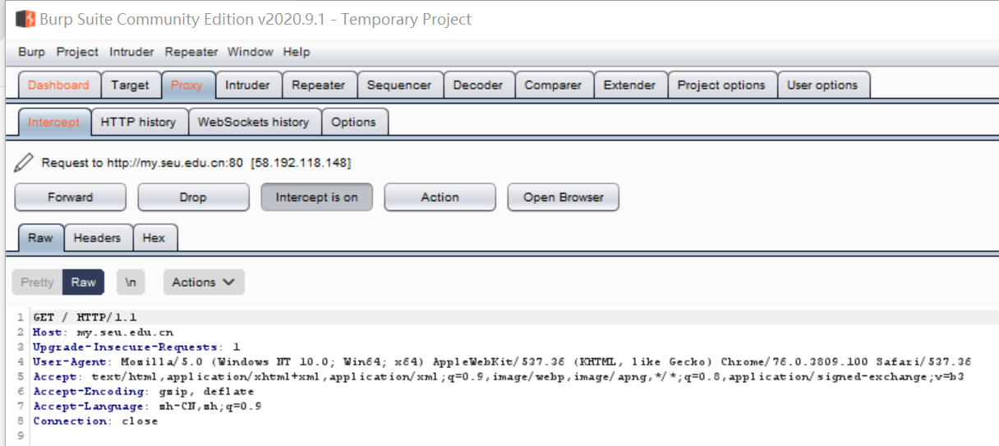 Burp Suite Community Edition v2020.9.1 - Temporary Project
Burp Project Intruder Repeater Window Help
Dashboard Target Proxy Intruder Repeater Sequencer Decoder Comparer Extender Project options User options
Intercept HTTP history WebSockets history Options
Request to http://my.seu.edu.cn:80 [58.192.118.148]
Forward Drop Intercept is on Action Open Browser
Raw Headers Hex
Pretty Raw \n Actions
1 GET / HTTP/1.1
2 Host: my.seu.edu.cn
3 Upgrade-Insecure-Requests: 1
4 User-Agent: Mozilla/5.0 (Windows NT 10.0; Win64; x64) AppleWebKit/537.36 (KHTML, like Gecko) Chrome/76.0.3809.100 Safari/537.36
5 Accept: text/html,application/xhtml+xml,application/xml;q=0.9,image/webp,image/apng,*/*;q=0.8,application/signed-exchange;v=b3
6 Accept-Encoding: gzip, deflate
7 Accept-Language: zh-CN,zh;q=0.9
8 Connection: close
9